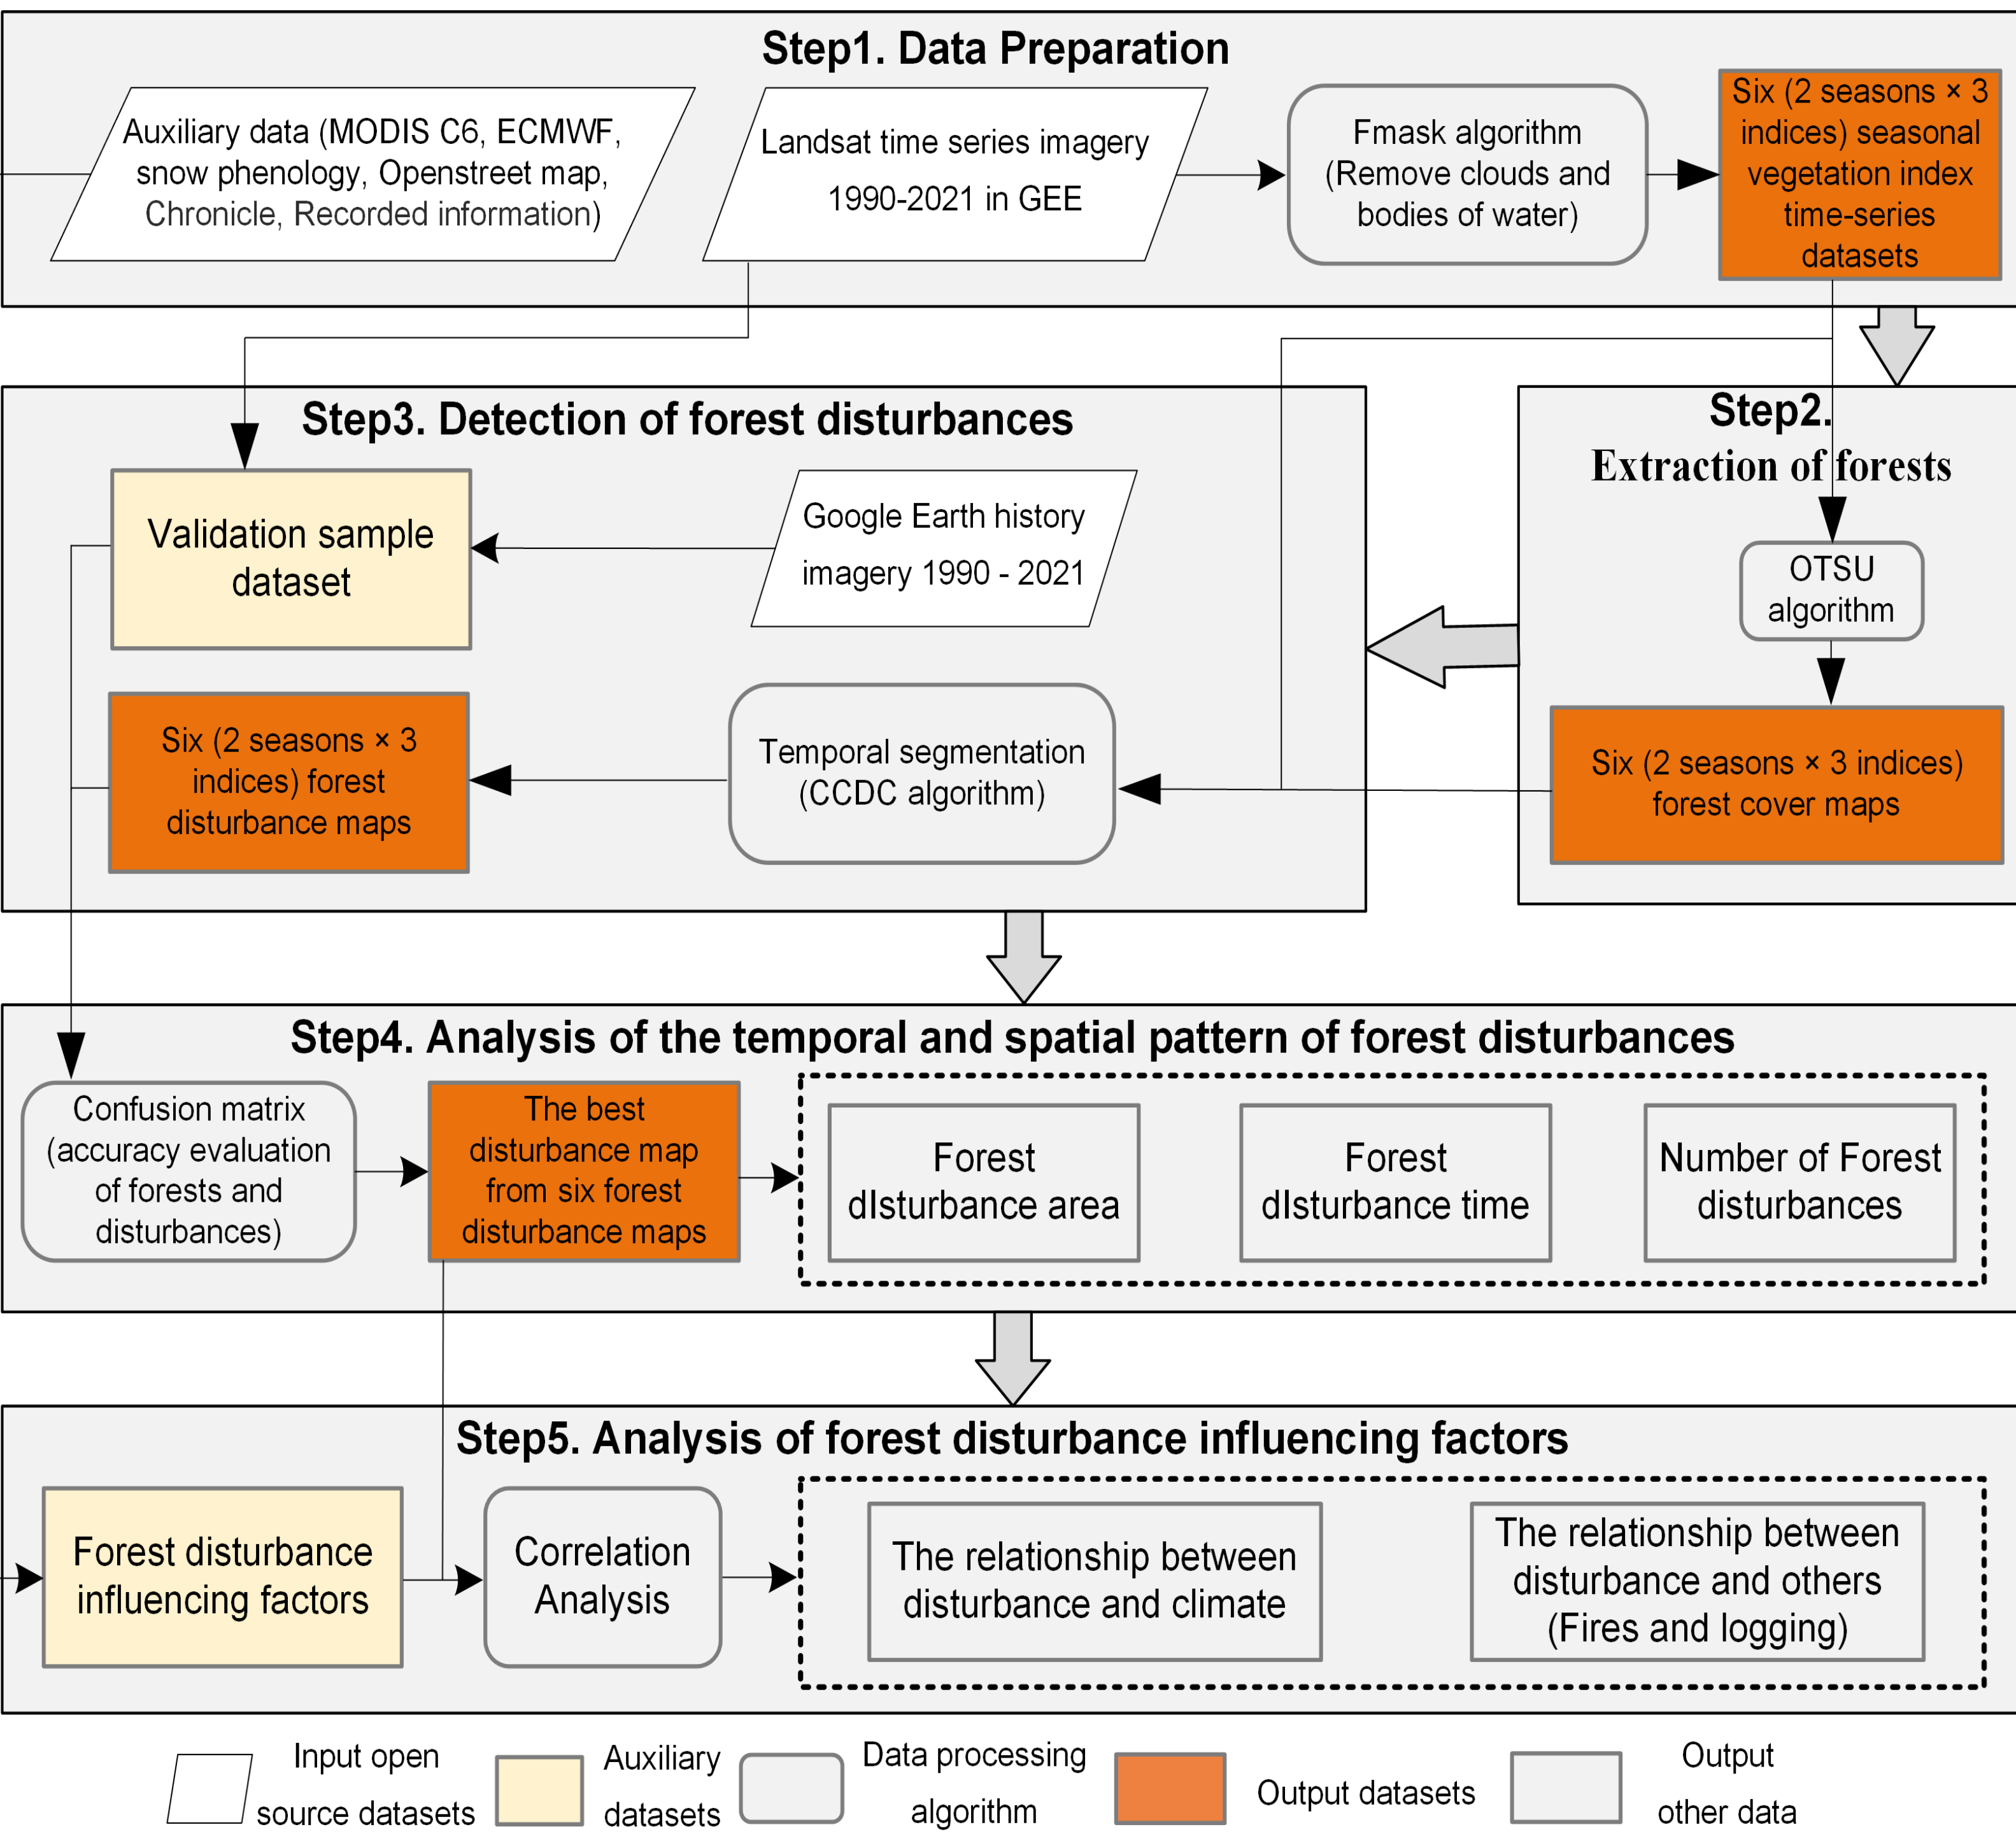 Step1. Data Preparation
Auxiliary data (MODIS C6, ECMWF,
snow phenology, Openstreet map,
Chronicle, Recorded information)
Landsat time series imagery
1990-2021 in GEE
Fmask algorithm
(Remove clouds and
bodies of water)
Six (2 seasons × 3
indices) seasonal
vegetation index
time-series
datasets
Step3. Detection of forest disturbances
Validation sample
dataset
Google Earth history
imagery 1990 - 2021
Six (2 seasons × 3
indices) forest
disturbance maps
Temporal segmentation
(CCDC algorithm)
Step2.
Extraction of forests
OTSU
algorithm
Six (2 seasons × 3 indices)
forest cover maps
Step4. Analysis of the temporal and spatial pattern of forest disturbances
Confusion matrix
(accuracy evaluation
of forests and
disturbances)
The best
disturbance map
from six forest
disturbance maps
Forest
dIsturbance area
Forest
dIsturbance time
Number of Forest
disturbances
Step5. Analysis of forest disturbance influencing factors
Forest disturbance
influencing factors
Correlation
Analysis
The relationship between
disturbance and climate
The relationship between
disturbance and others
(Fires and logging)
Input open
source datasets
Auxiliary
datasets
Data processing
algorithm
Output datasets
Output
other data